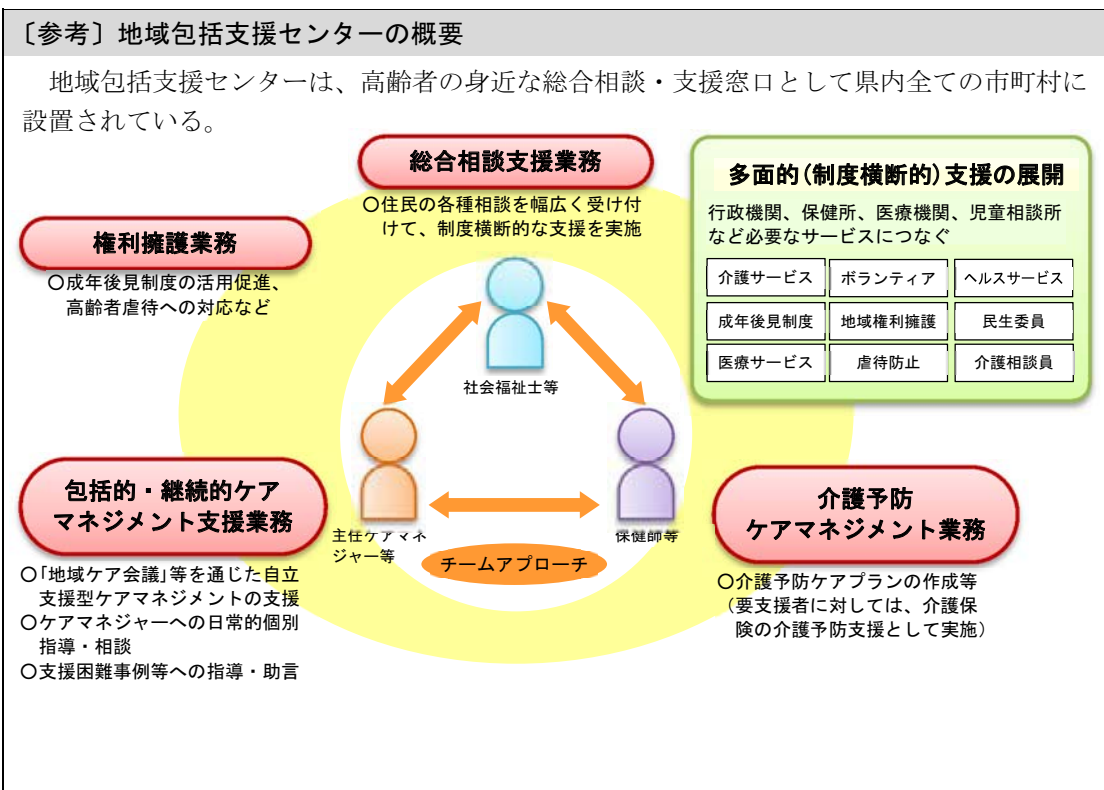 〔参考〕地域包括支援センターの概要
地域包括支援センターは、高齢者の身近な総合相談・支援窓口として県内全ての市町村に
設置されている。
総合相談支援業務
〇住民の各種相談を幅広く受け付
けて、制度横断的な支援を実施
権利擁護業務
〇成年後見制度の活用促進、
高齢者虐待への対応など
多面的(制度横断的)支援の展開
行政機関、保健所、医療機関、児童相談所
など必要なサービスにつなぐ
介護サービス
ボランティア
ヘルスサービス
成年後見制度
地域権利擁護
民生委員
医療サービス
虐待防止
介護相談員
社会福祉士等
主任ケアマネ
ジャー等
保健師等
チームアプローチ
包括的・継続的ケア
マネジメント支援業務
〇「地域ケア会議」等を通じた自立
支援型ケアマネジメントの支援
〇ケアマネジャーへの日常的個別
指導・相談
〇支援困難事例等への指導・助言
介護予防
ケアマネジメント業務
〇介護予防ケアプランの作成等
（要支援者に対しては、介護保
険の介護予防支援として実施）